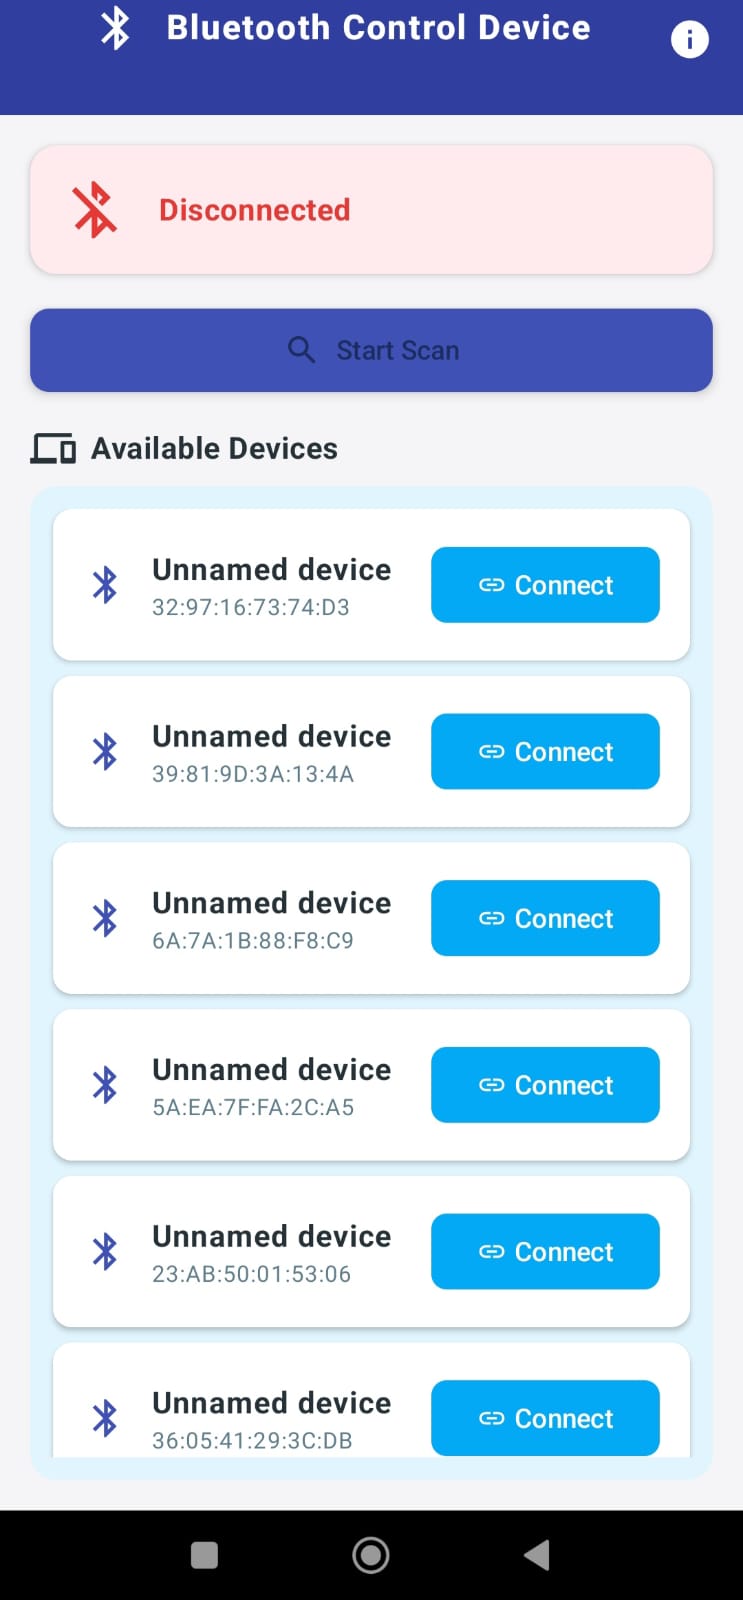 Bluetooth Control Device
Disconnected
Start Scan
Available Devices
Unnamed device
32:97:16:73:74:D3
Connect
Unnamed device
39:81:9D:3A:13:4A
Connect
Unnamed device
6A:7A:1B:88:F8:C9
Connect
Unnamed device
5A:EA:7F:FA:2C:A5
Connect
Unnamed device
23:AB:50:01:53:06
Connect
Unnamed device
36:05:41:29:3C:DB
Connect